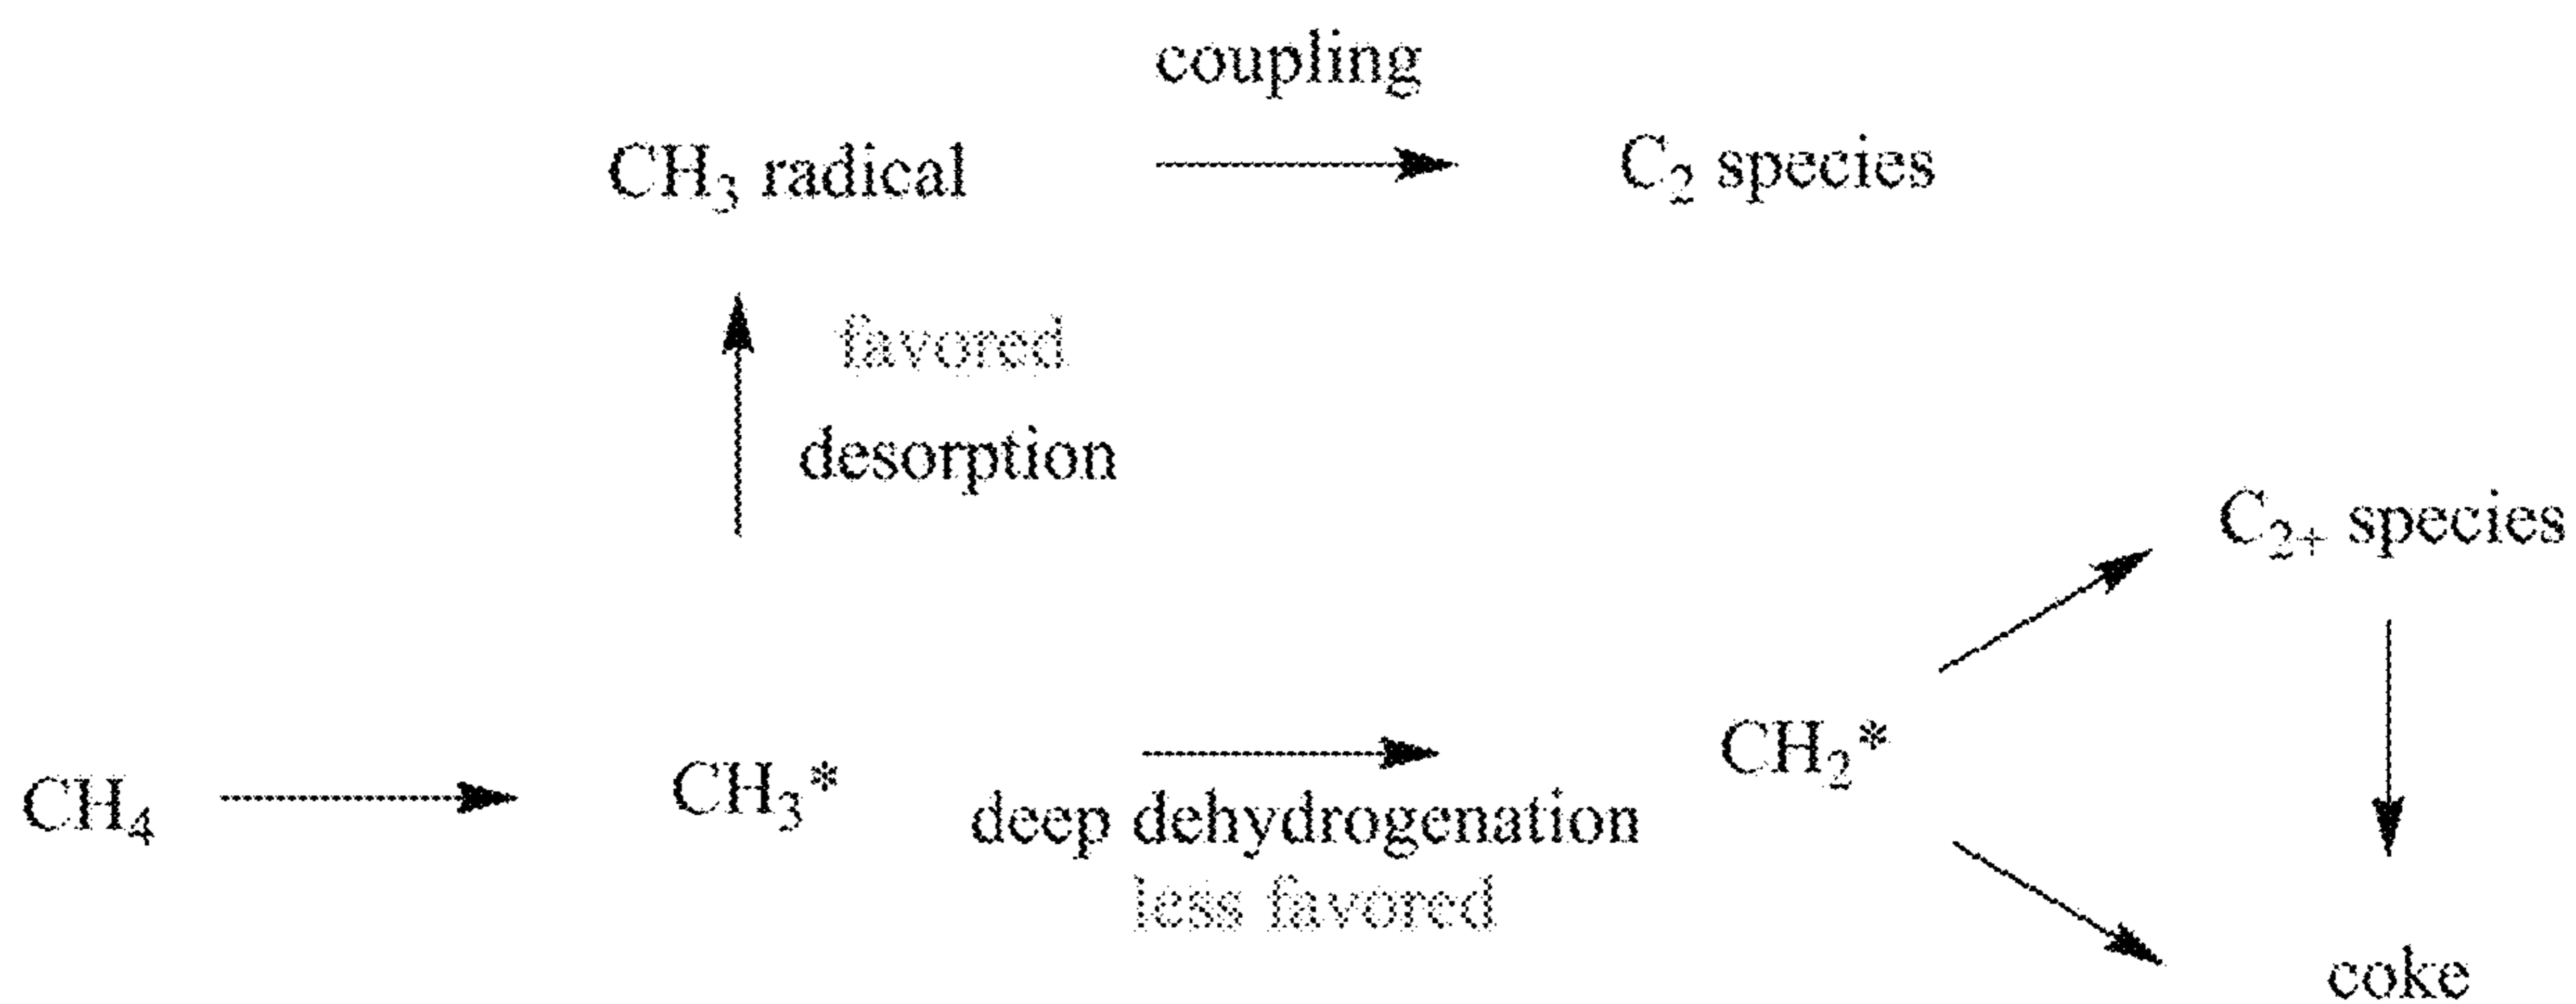 coupling
CH₃ radical
C₂ species
favored
desorption
C₂₊ species
CH₄
CH₃*
CH₂*
deep dehydrogenation
less favored
coke